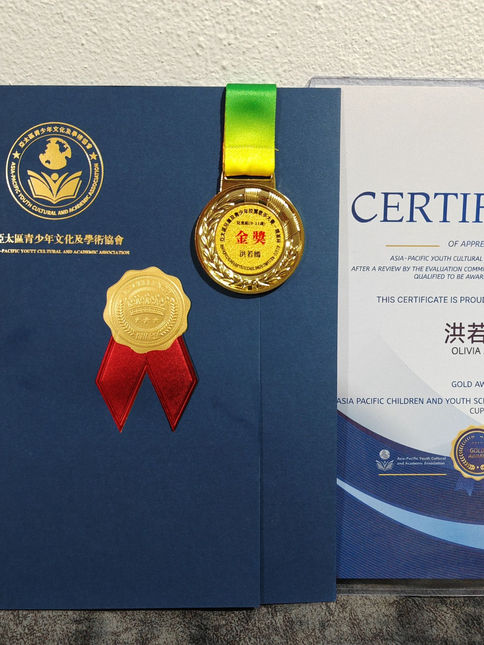 亞太區青少年文化及學術協會
ASIA-PACIFIC YOUTH CULTURAL AND ACADEMIC ASSOCIATION
亞太區青少年文化及學術協會
-PACIFIC YOUTH CULTURAL AND ACADEMIC ASSOCIATION
金獎
洪若嫣
CERTIF
OF APPRE
ASIA-PACIFIC YOUTH CULTURAL
AFTER A REVIEW BY THE EVALUATION COMMI
QUALIFIED TO BE AWAR
THIS CERTIFICATE IS PROUD
洪若
OLIVIA
GOLD AW
ASIA PACIFIC CHILDREN AND YOUTH SC
CUP
Asia-Pacific Youth Cultural
and Academic Association
GOLD